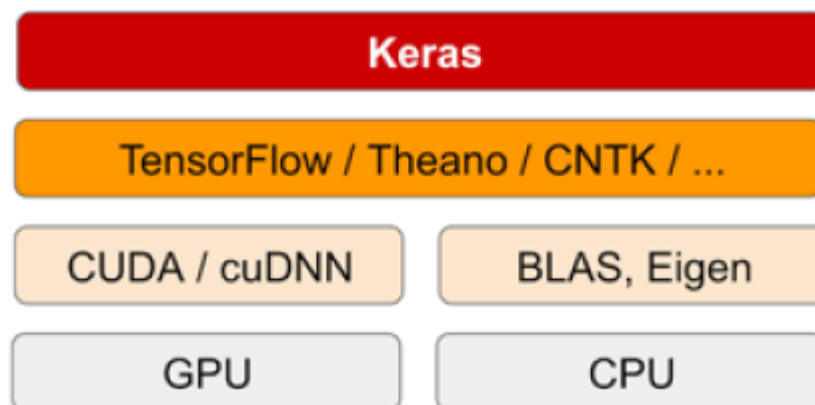 Keras
TensorFlow / Theano / CNTK / ...
CUDA / cuDNN
BLAS, Eigen
GPU
CPU